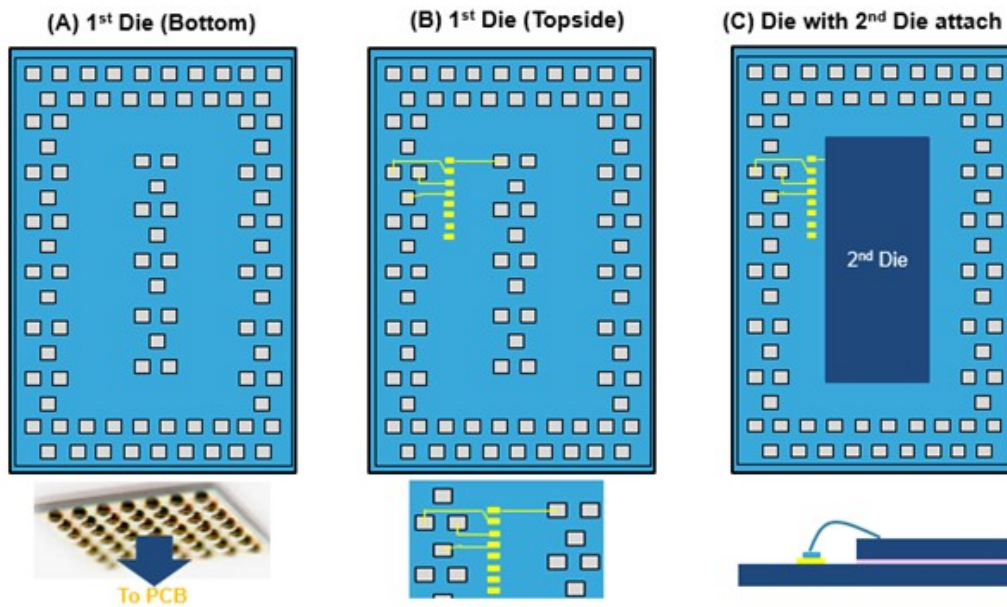 (A) 1st Die (Bottom)
(B) 1st Die (Topside)
(C) Die with 2nd Die attach
2nd Die
To PCB